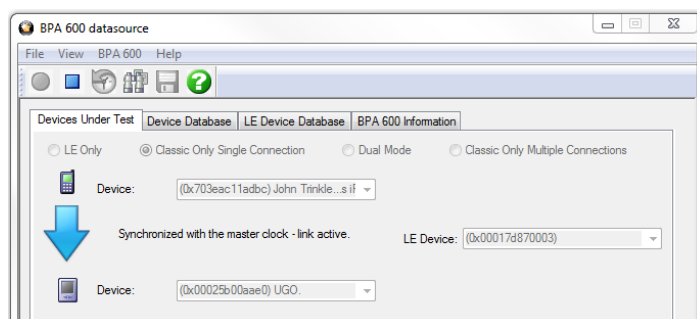 BPA 600 datasource
File View BPA 600 Help
Devices Under Test Device Database LE Device Database BPA 600 Information
LE Only Classic Only Single Connection Dual Mode Classic Only Multiple Connections
Device: (0x703eac11adbc) John Trinkle...s iF
Synchronized with the master clock - link active. LE Device: (0x00017d870003)
Device: (0x00025b00aae0) UGO.